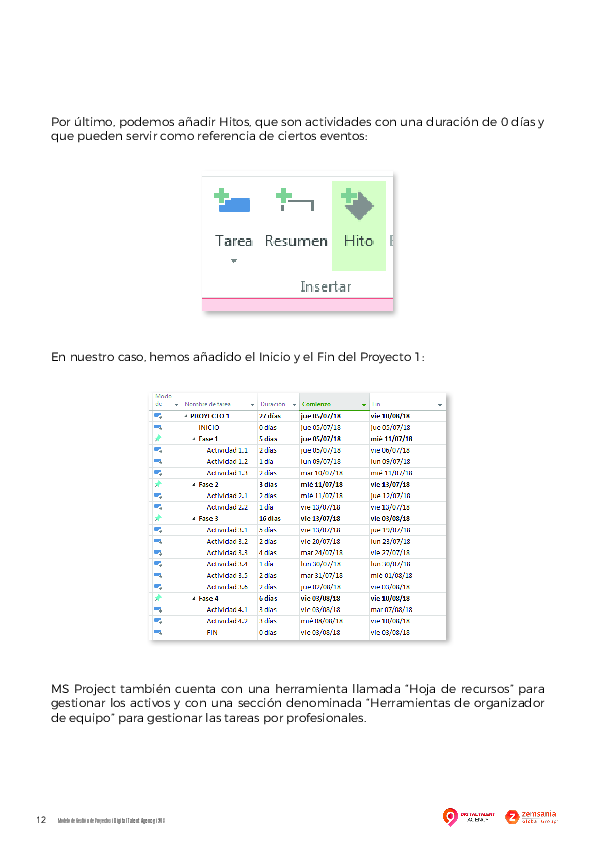 Por último, podemos añadir Hitos, que son actividades con una duración de 0 días y
que pueden servir como referencia de ciertos eventos:
Tarea Resumen Hito
Insertar
En nuestro caso, hemos añadido el Inicio y el Fin del Proyecto 1:
Modo
de Nombre de tarea Duración Comienzo Fin
PROYECTO 1 27 días jue 05/07/18 vie 10/08/18
INICIO 0 días jue 05/07/18 jue 05/07/18
Fase 1 5 días jue 05/07/18 mié 11/07/18
Actividad 1.1 2 días jue 05/07/18 vie 06/07/18
Actividad 1.2 1 día lun 09/07/18 lun 09/07/18
Actividad 1.3 2 días mar 10/07/18 mié 11/07/18
Fase 2 3 días mié 11/07/18 vie 13/07/18
Actividad 2.1 2 días mié 11/07/18 jue 12/07/18
Actividad 2.2 1 día vie 13/07/18 vie 13/07/18
Fase 3 16 días vie 13/07/18 vie 03/08/18
Actividad 3.1 5 días vie 13/07/18 jue 19/07/18
Actividad 3.2 2 días vie 20/07/18 lun 23/07/18
Actividad 3.3 4 días mar 24/07/18 vie 27/07/18
Actividad 3.4 1 día lun 30/07/18 lun 30/07/18
Actividad 3.5 2 días mar 31/07/18 mié 01/08/18
Actividad 3.6 2 días jue 02/08/18 vie 03/08/18
Fase 4 6 días vie 03/08/18 vie 10/08/18
Actividad 4.1 3 días vie 03/08/18 mar 07/08/18
Actividad 4.2 3 días mié 08/08/18 vie 10/08/18
FIN 0 días vie 03/08/18 vie 03/08/18
MS Project también cuenta con una herramienta llamada “Hoja de recursos” para
gestionar los activos y con una sección denominada “Herramientas de organizador
de equipo” para gestionar las tareas por profesionales.
12 Modelo de Gestión de Proyectos | Digital Talent Agency
DIGITALTALENT
AGENCY
zemsania
Global Group